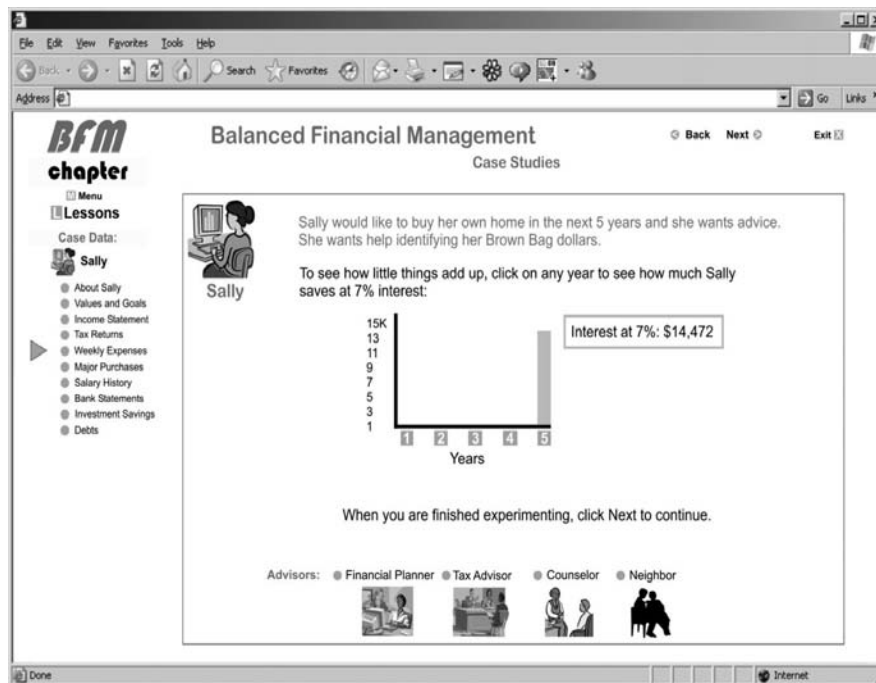 File Edit View Favorites Tools Help
Back Search Favorites
Address Go Links
BFM
chapter
Menu
Lessons
Case Data:
Sally
About Sally
Values and Goals
Income Statement
Tax Returns
Weekly Expenses
Major Purchases
Salary History
Bank Statements
Investment Savings
Debts
Balanced Financial Management
Case Studies
Back Next Exit
Sally
Sally would like to buy her own home in the next 5 years and she wants advice.
She wants help identifying her Brown Bag dollars.
To see how little things add up, click on any year to see how much Sally
saves at 7% interest:
15K
13
11
9
7
5
3
1
1 2 3 4 5
Years
Interest at 7%: $14,472
When you are finished experimenting, click Next to continue.
Advisors: Financial Planner Tax Advisor Counselor Neighbor
Done Internet